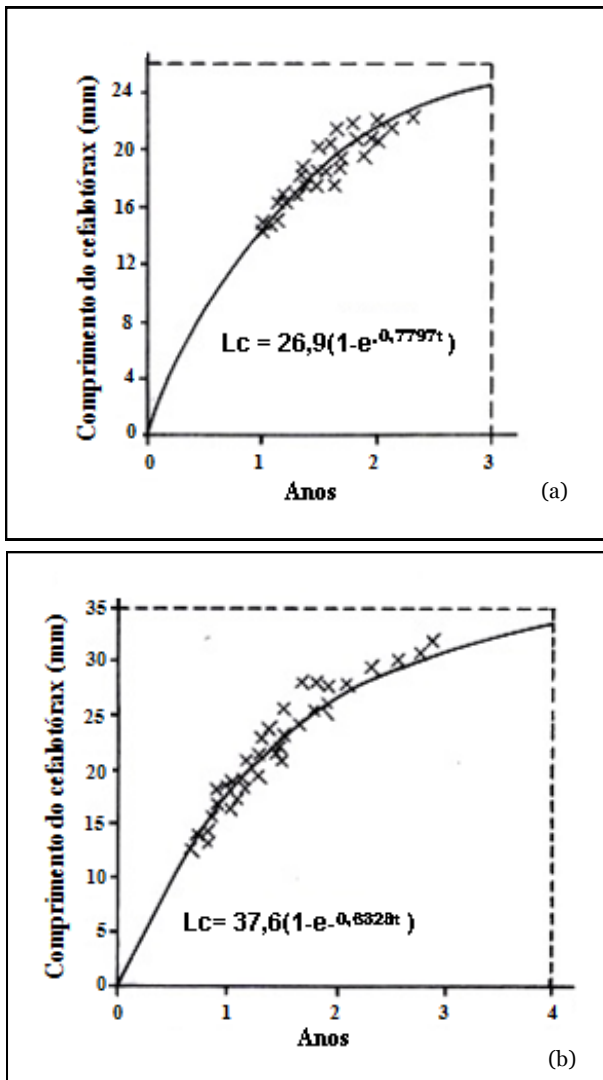 Comprimento do cefalotórax (mm)
24
20
16
12
8
4
0
Lc = 26,9(1-e-0,7797t)
0 1 2 3
Anos
(a)
Comprimento do cefalotórax (mm)
35
30
25
20
15
10
5
0
Lc= 37,6(1-e-0,6328t)
0 1 2 3 4
Anos
(b)